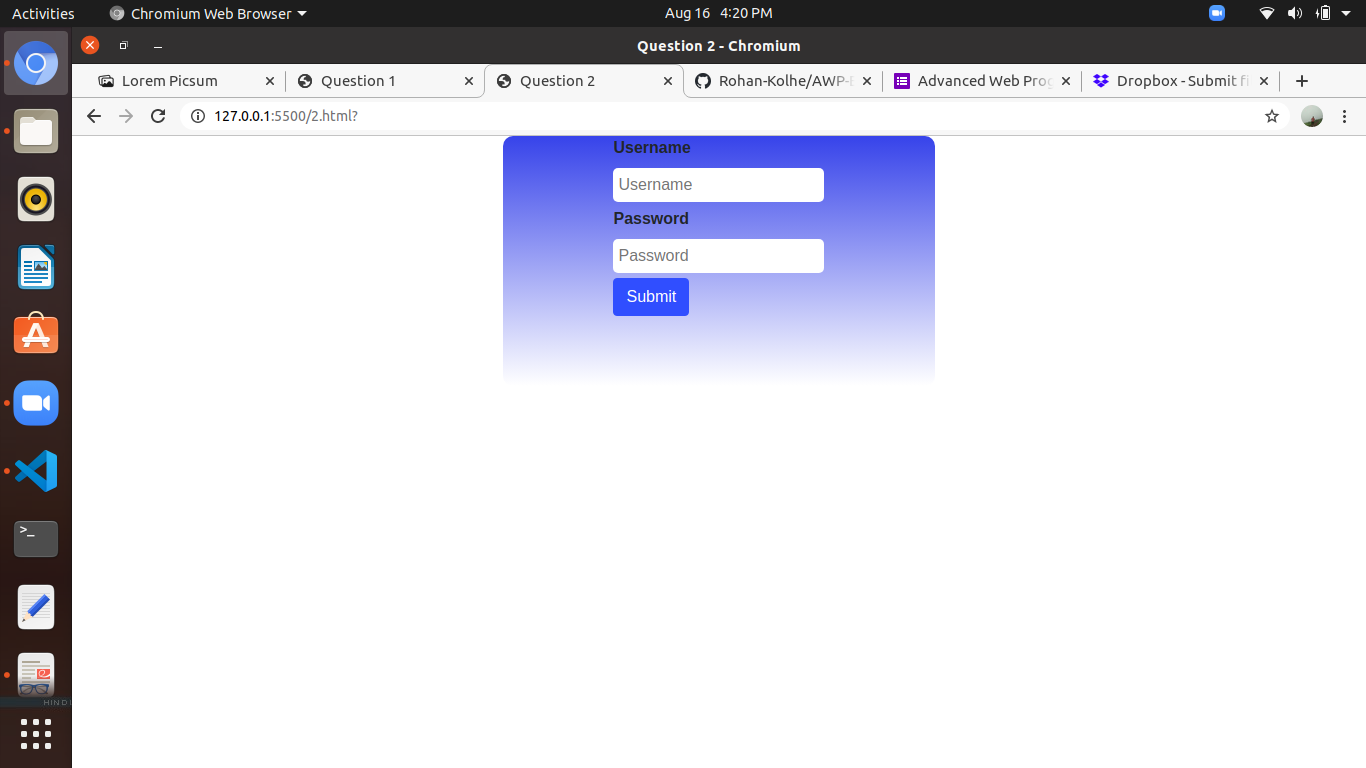 Activities Chromium Web Browser Aug 16 4:20 PM
Question 2 - Chromium
Lorem Picsum Question 1 Question 2 Rohan-Kolhe/AWP- Advanced Web Prog Dropbox - Submit fi
127.0.0.1:5500/2.html?
Username
Username
Password
Password
Submit
>_
HINDI